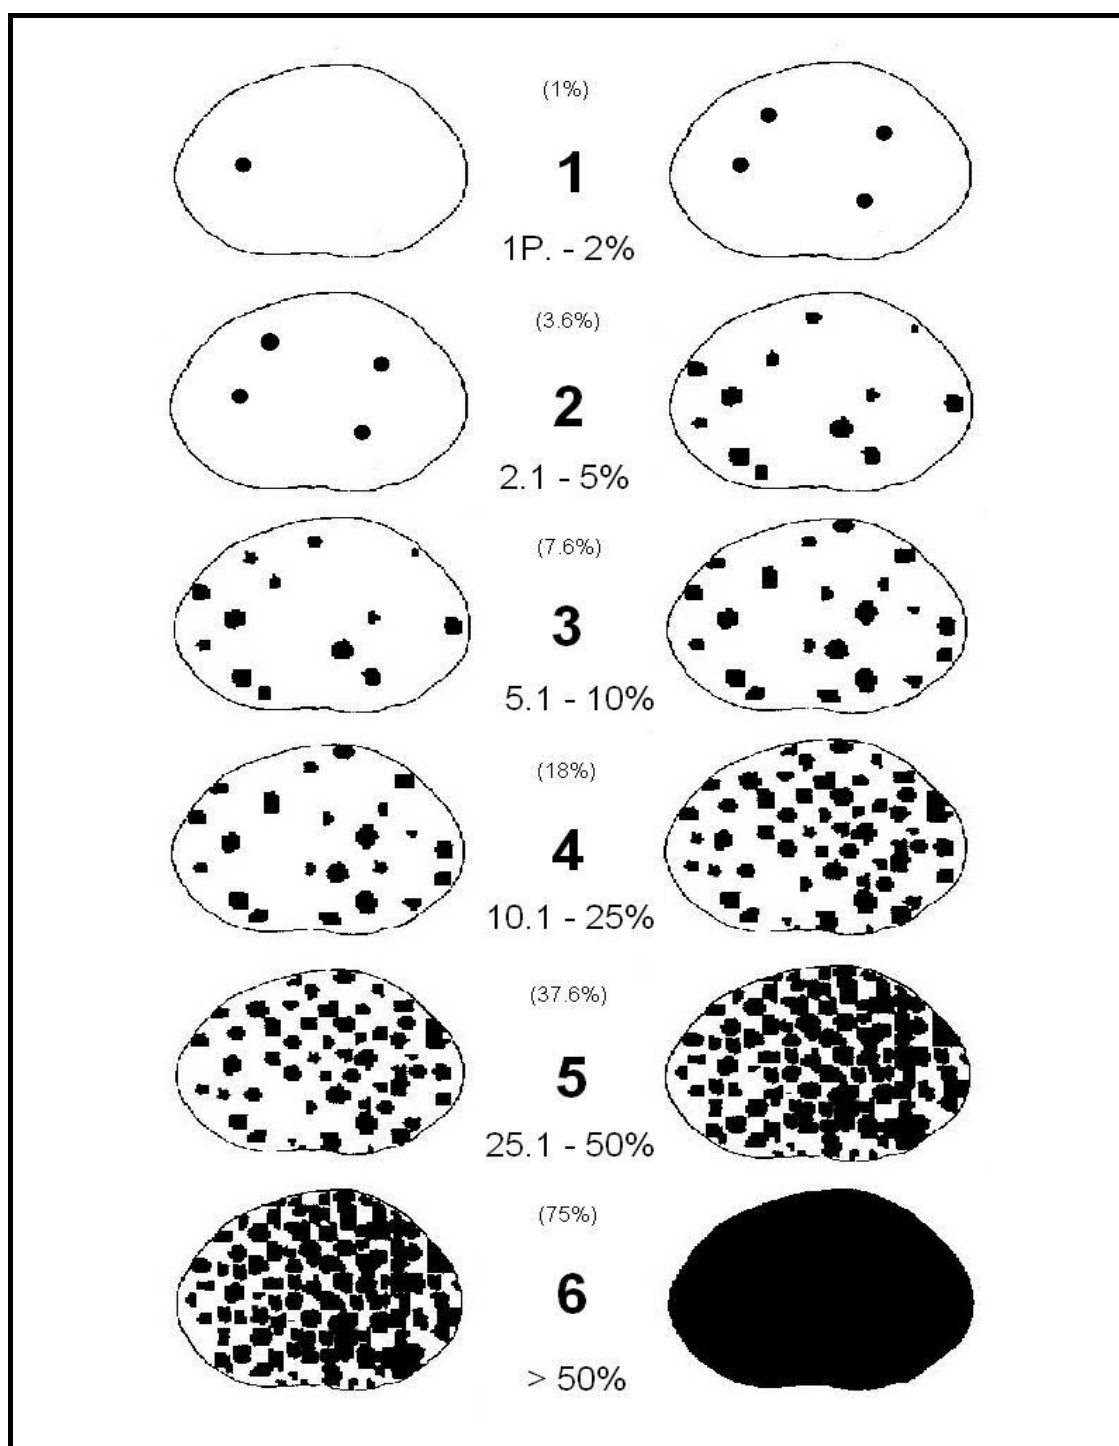 (1%)
1
1P. - 2%
(3.6%)
2
2.1 - 5%
(7.6%)
3
5.1 - 10%
(18%)
4
10.1 - 25%
(37.6%)
5
25.1 - 50%
(75%)
6
> 50%